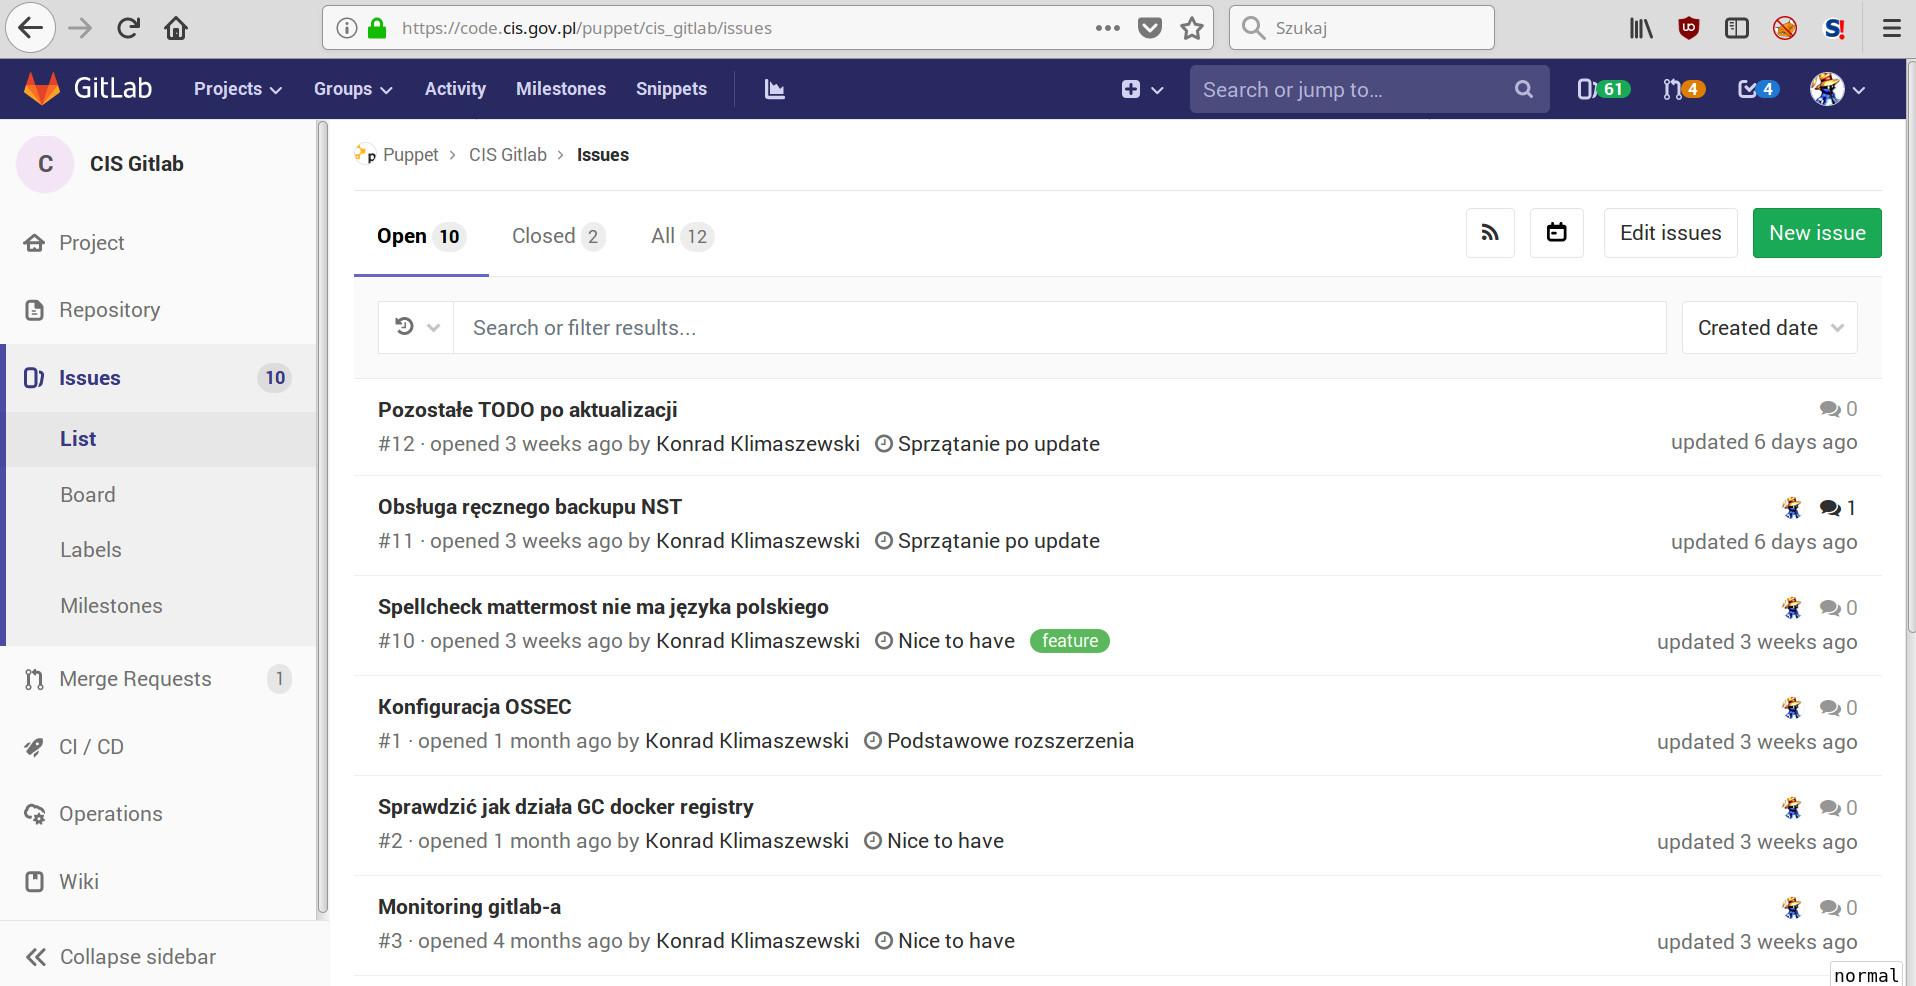 https://code.cis.gov.pl/puppet/cis_gitlab/issues
Szukaj
GitLab
Projects
Groups
Activity
Milestones
Snippets
Search or jump to...
61
4
4
C
CIS Gitlab
Project
Repository
Issues 10
List
Board
Labels
Milestones
Merge Requests 1
CI / CD
Operations
Wiki
Collapse sidebar
Puppet › CIS Gitlab › Issues
Open 10
Closed 2
All 12
Edit issues
New issue
Search or filter results...
Created date
Pozostałe TODO po aktualizacji
0
#12 · opened 3 weeks ago by Konrad Klimaszewski Sprzątanie po update
updated 6 days ago
Obsługa ręcznego backupu NST
1
#11 · opened 3 weeks ago by Konrad Klimaszewski Sprzątanie po update
updated 6 days ago
Spellcheck mattermost nie ma języka polskiego
0
#10 · opened 3 weeks ago by Konrad Klimaszewski Nice to have feature
updated 3 weeks ago
Konfiguracja OSSEC
0
#1 · opened 1 month ago by Konrad Klimaszewski Podstawowe rozszerzenia
updated 3 weeks ago
Sprawdzić jak działa GC docker registry
0
#2 · opened 1 month ago by Konrad Klimaszewski Nice to have
updated 3 weeks ago
Monitoring gitlab-a
0
#3 · opened 4 months ago by Konrad Klimaszewski Nice to have
updated 3 weeks ago
normal